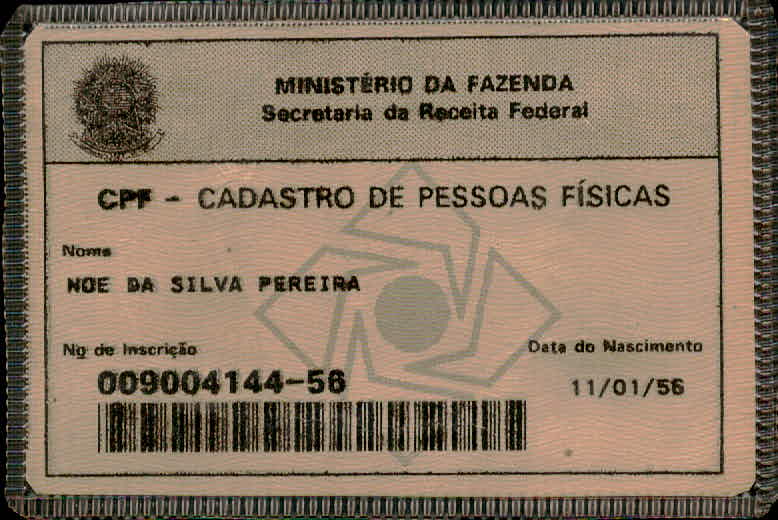 MINISTÉRIO DA FAZENDA
Secretaria da Receita Federal
CPF - CADASTRO DE PESSOAS FÍSICAS
Nome
NOE DA SILVA PEREIRA
Nº de Inscrição
Data do Nascimento
009004144-56
11/01/56